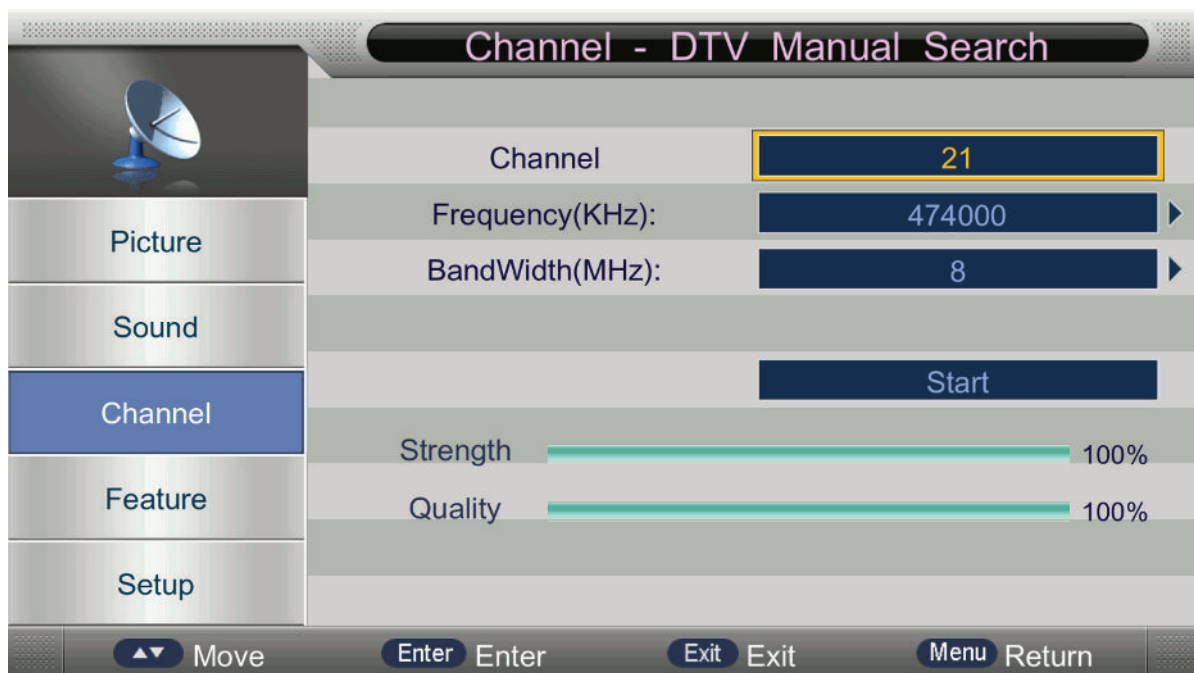 Channel - DTV Manual Search
Channel 21
Frequency(KHz): 474000
BandWidth(MHz): 8
Start
Strength 100%
Quality 100%
Picture
Sound
Channel
Feature
Setup
Move Enter Enter Exit Exit Menu Return